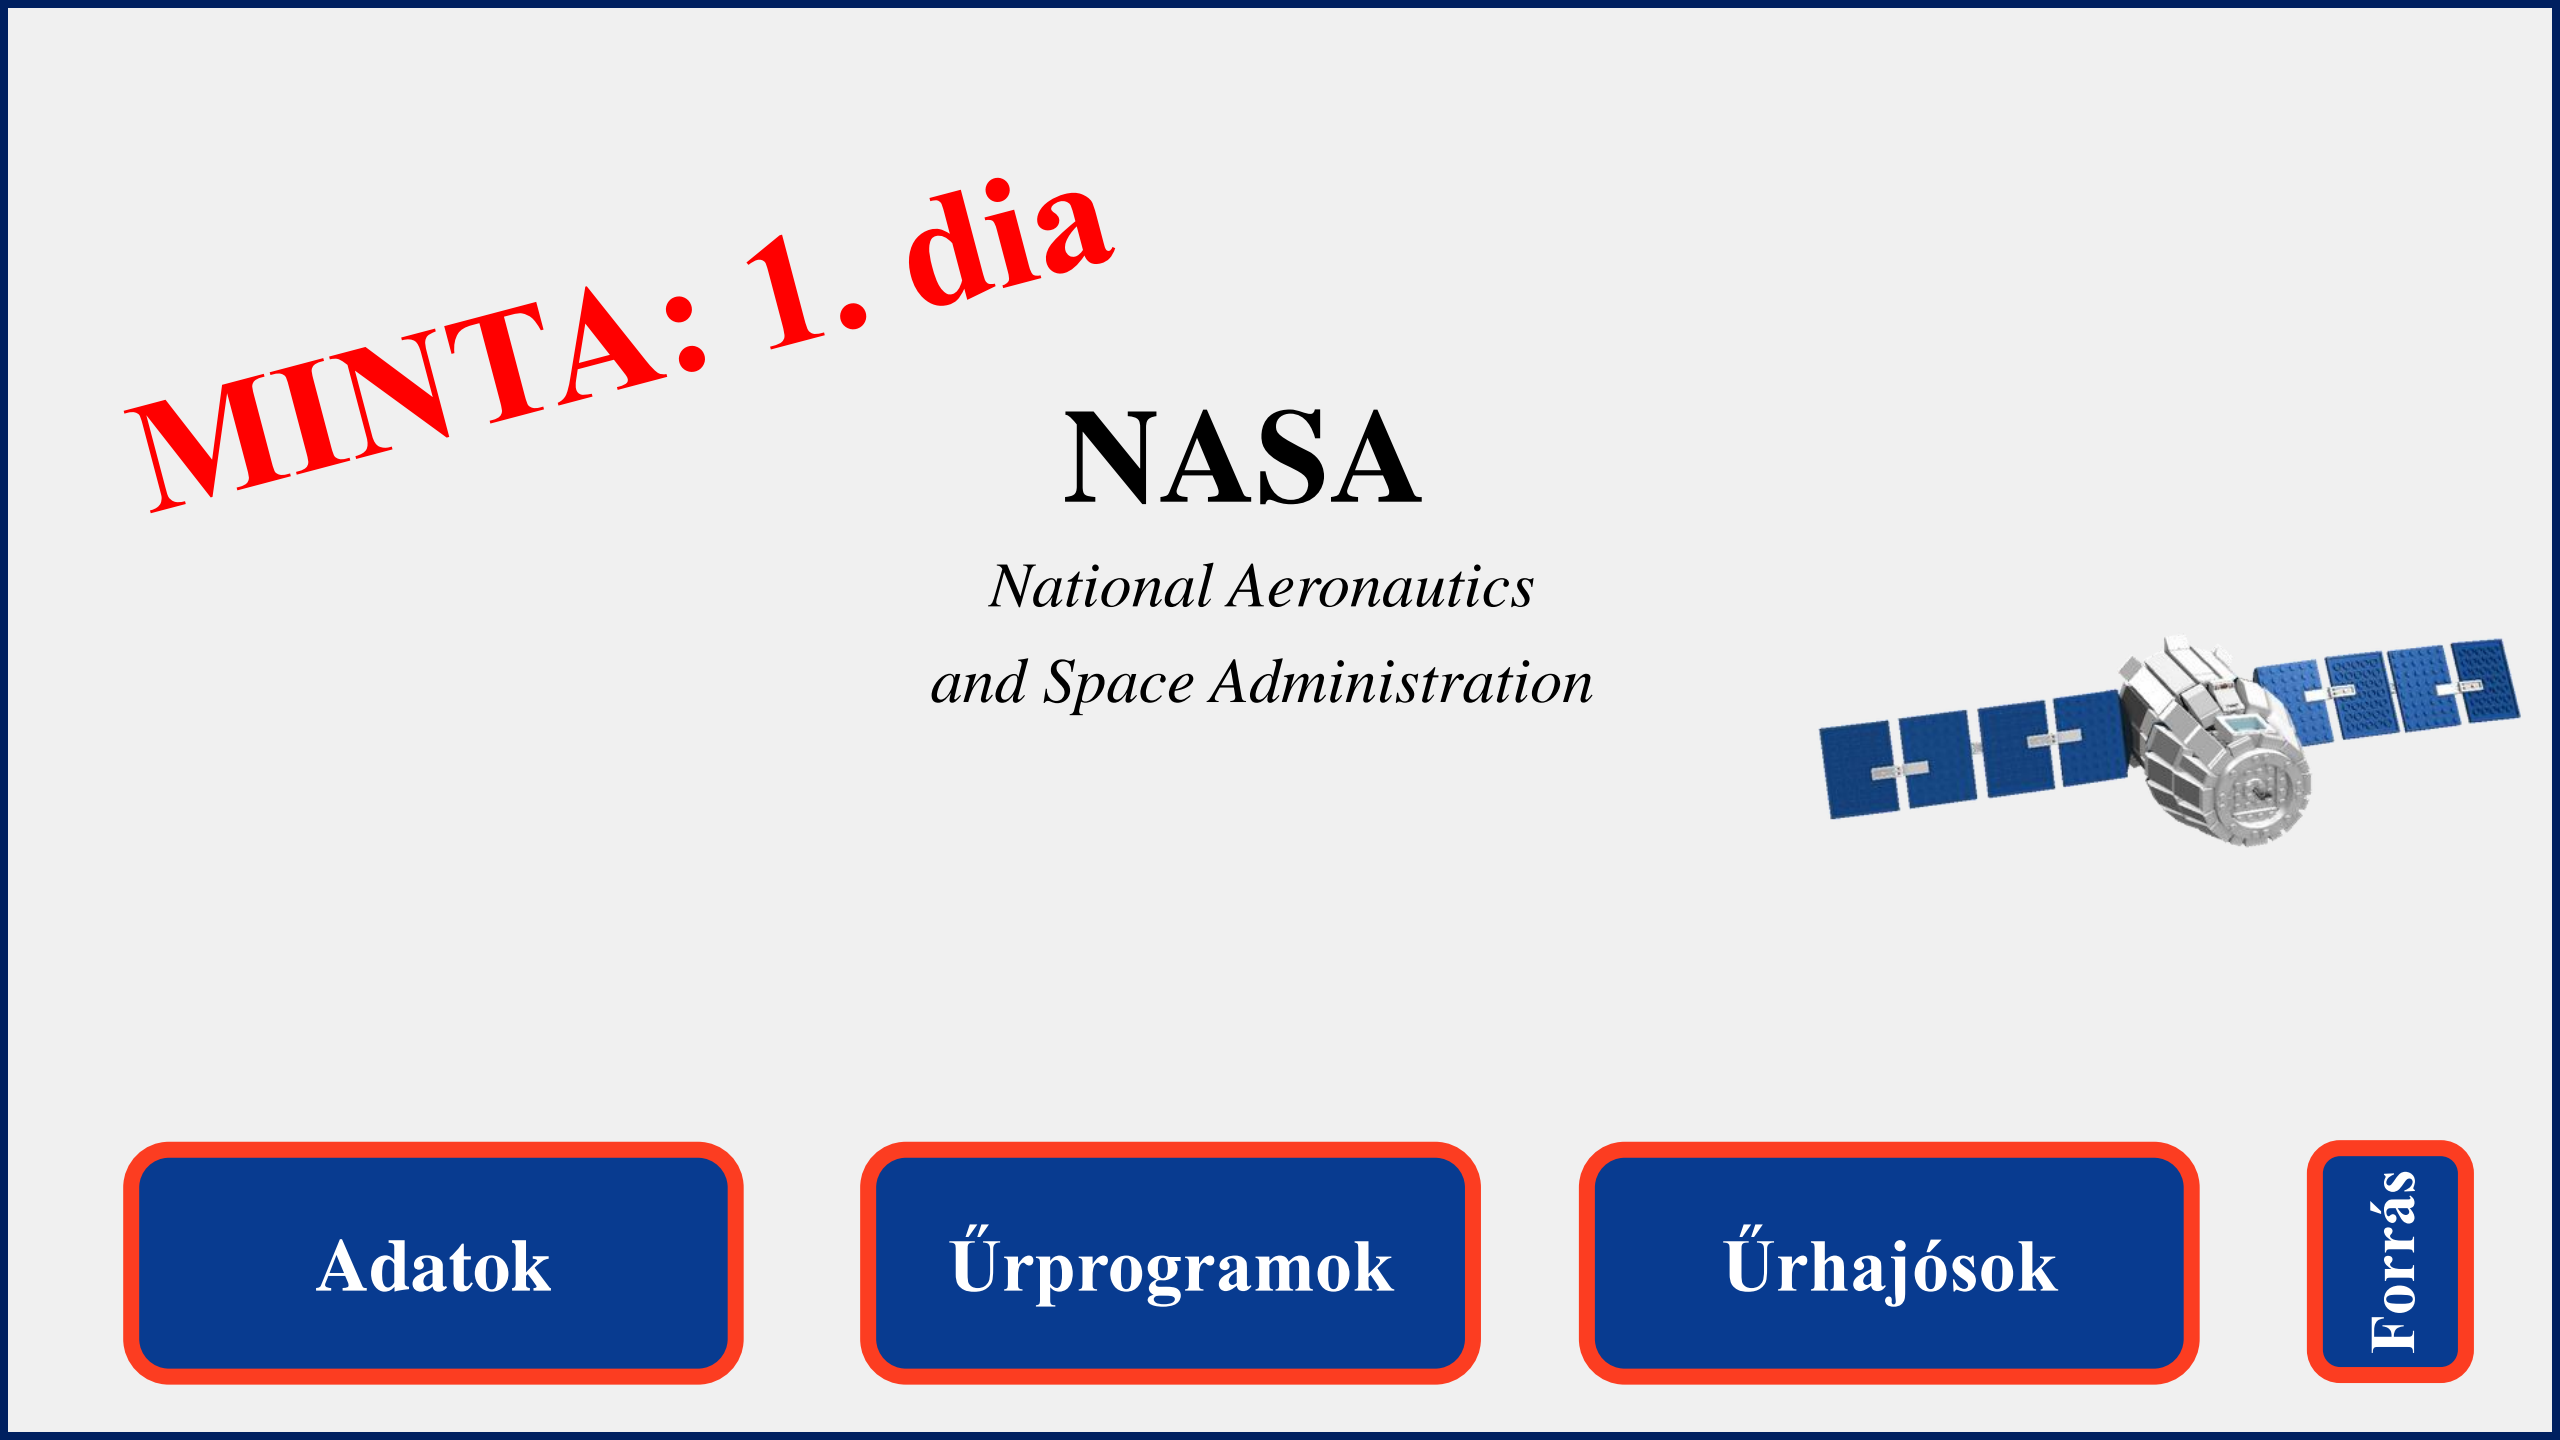 MINTA: 1. dia
NASA
National Aeronautics
and Space Administration
Adatok
Űrprogramok
Űrhajósok
Forrás